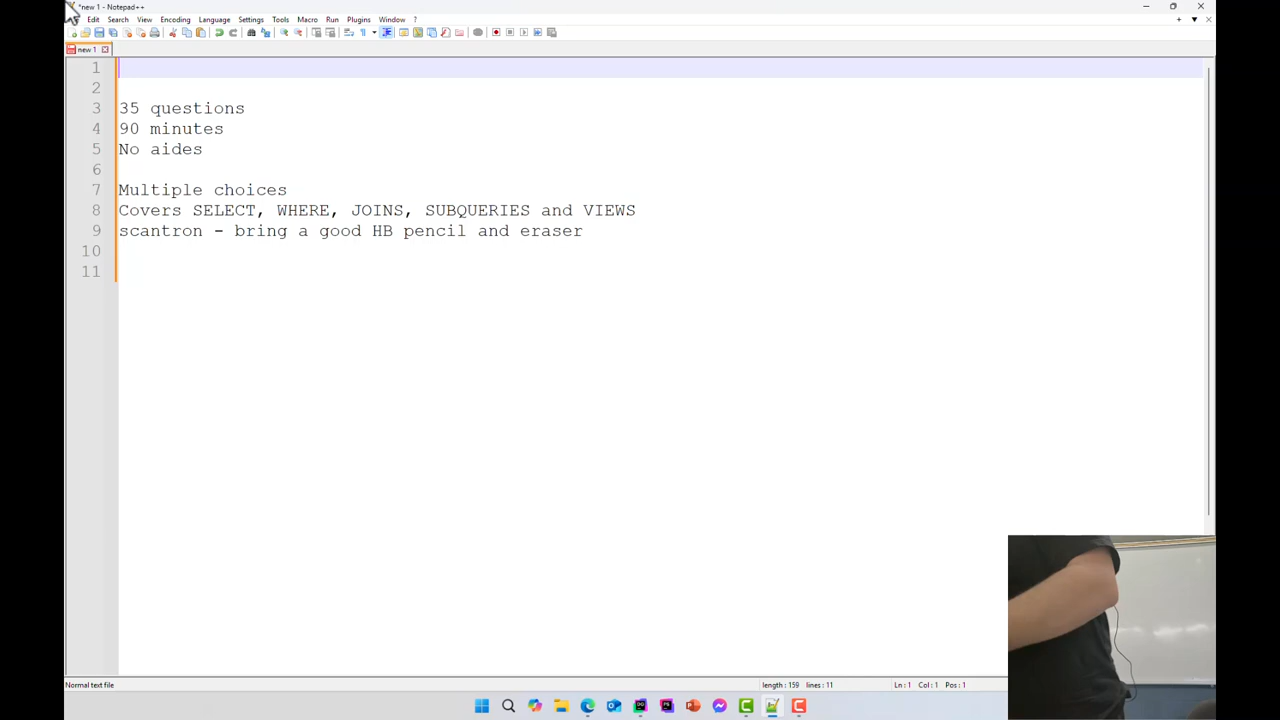 *new 1 - Notepad++
Edit Search View Encoding Language Settings Tools Macro Run Plugins Window ?
new 1
1
2
3 35 questions
4 90 minutes
5 No aides
6
7 Multiple choices
8 Covers SELECT, WHERE, JOINS, SUBQUERIES and VIEWS
9 scantron - bring a good HB pencil and eraser
10
11
Normal text file length : 159 lines : 11 Ln : 1 Col : 1 Pos : 1